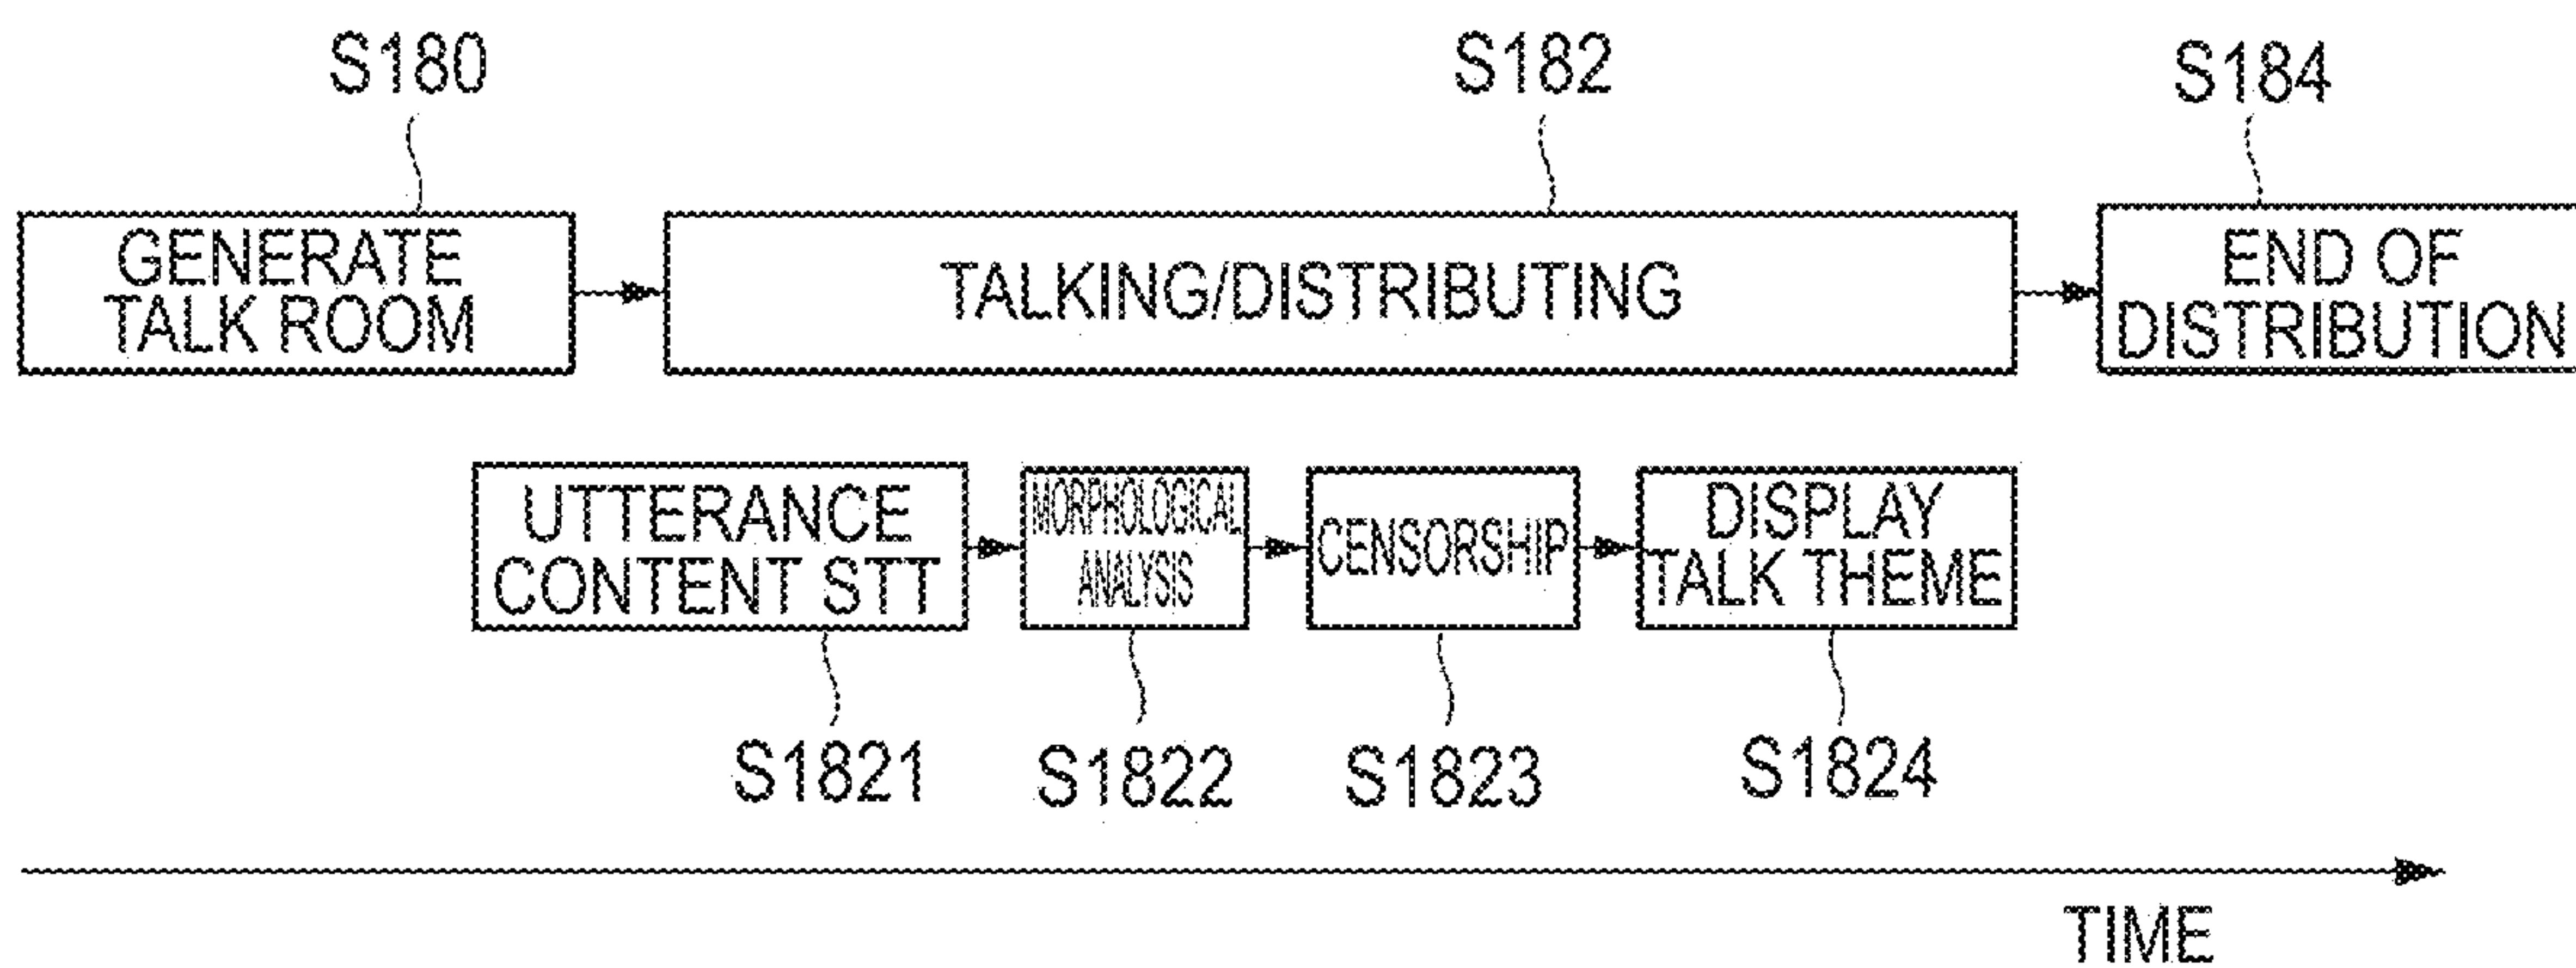 S180
S182
S184
GENERATE
TALK ROOM
TALKING/DISTRIBUTING
END OF
DISTRIBUTION
UTTERANCE
CONTENT STT
MORPHOLOGICAL
ANALYSIS
CENSORSHIP
DISPLAY
TALK THEME
S1821
S1822
S1823
S1824
TIME